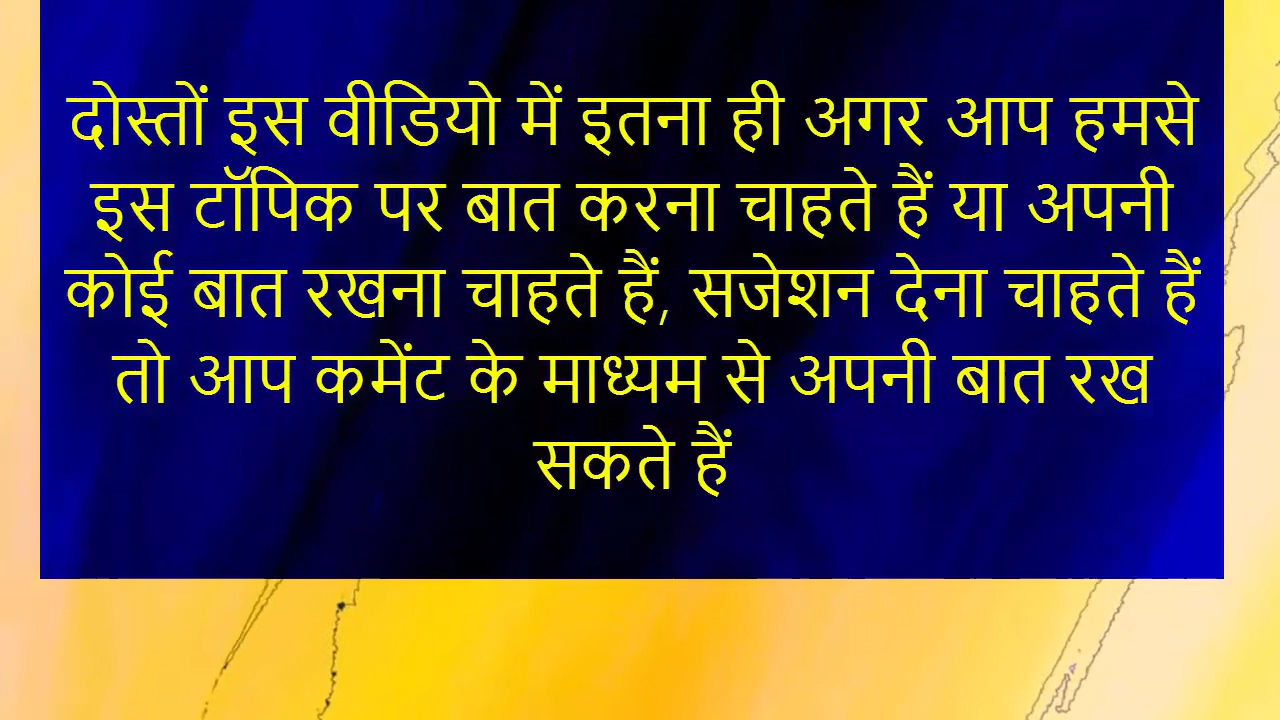 दोस्तों इस वीडियो में इतना ही अगर आप हमसे
इस टॉपिक पर बात करना चाहते हैं या अपनी
कोई बात रखना चाहते हैं, सजेशन देना चाहते हैं
तो आप कमेंट के माध्यम से अपनी बात रख
सकते हैं